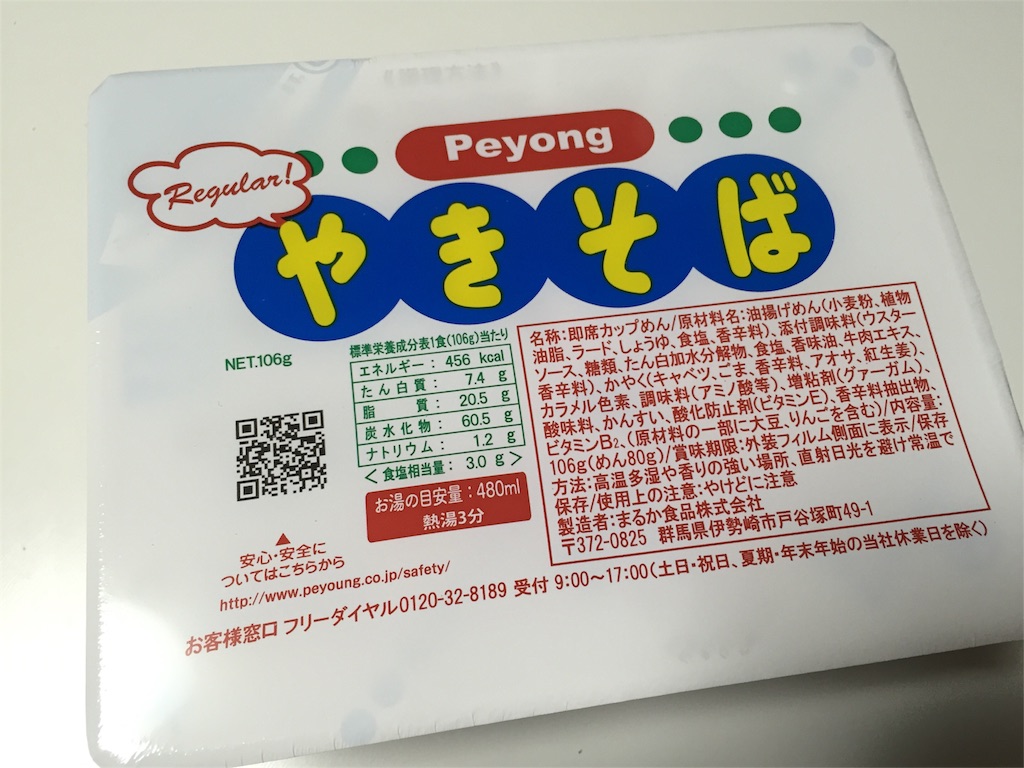 Peyong
Regular!
やきそば
NET.106g
標準栄養成分表1食(106g)当たり
エネルギー: 456 kcal
たん白質: 7.4 g
脂質: 20.5 g
炭水化物: 60.5 g
ナトリウム: 1.2 g
<食塩相当量: 3.0 g>
お湯の目安量:480ml
熱湯3分
名称:即席カップめん/原材料名:油揚げめん(小麦粉、植物
油脂、ラード、しょうゆ、食塩、香辛料)、添付調味料(ウスター
ソース、糖類、たん白加水分解物、食塩、香味油、牛肉エキス、
香辛料)、かやく(キャベツ、ごま、香辛料、アオサ、紅生姜)、
カラメル色素、調味料(アミノ酸等)、増粘剤(グァーガム)、
酸味料、かんすい、酸化防止剤(ビタミンE)、香辛料抽出物、
ビタミンB₂、(原材料の一部に大豆、りんごを含む)/内容量:
106g(めん80g)/賞味期限:外装フィルム側面に表示/保存
方法:高温多湿や香りの強い場所、直射日光を避け常温で
保存/使用上の注意:やけどに注意
製造者:まるか食品株式会社
〒372-0825 群馬県伊勢崎市戸谷塚町49-1
安心・安全に
ついてはこちらから
http://www.peyoung.co.jp/safety/
お客様窓口 フリーダイヤル0120-32-8189 受付 9:00～17:00(土日・祝日、夏期・年末年始の当社休業日を除く)